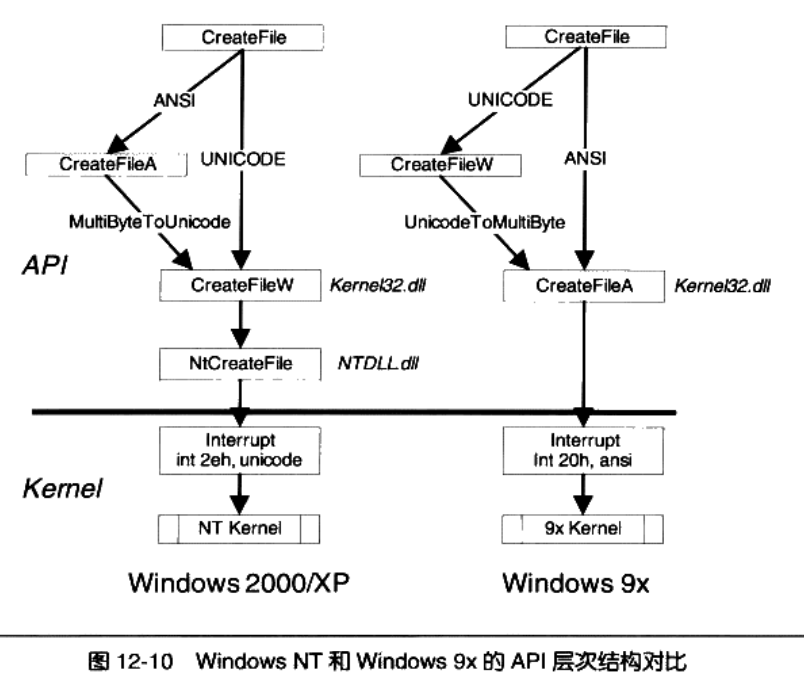 CreateFile
CreateFile
ANSI
UNICODE
CreateFileA
UNICODE
CreateFileW
ANSI
MultiByteToUnicode
UnicodeToMultiByte
API
CreateFileW
Kernel32.dll
CreateFileA
Kernel32.dll
NtCreateFile
NTDLL.dll
Interrupt
int 2eh, unicode
Interrupt
Int 20h, ansi
Kernel
NT Kernel
9x Kernel
Windows 2000/XP
Windows 9x
图 12-10 Windows NT 和 Windows 9x 的 API 层次结构对比